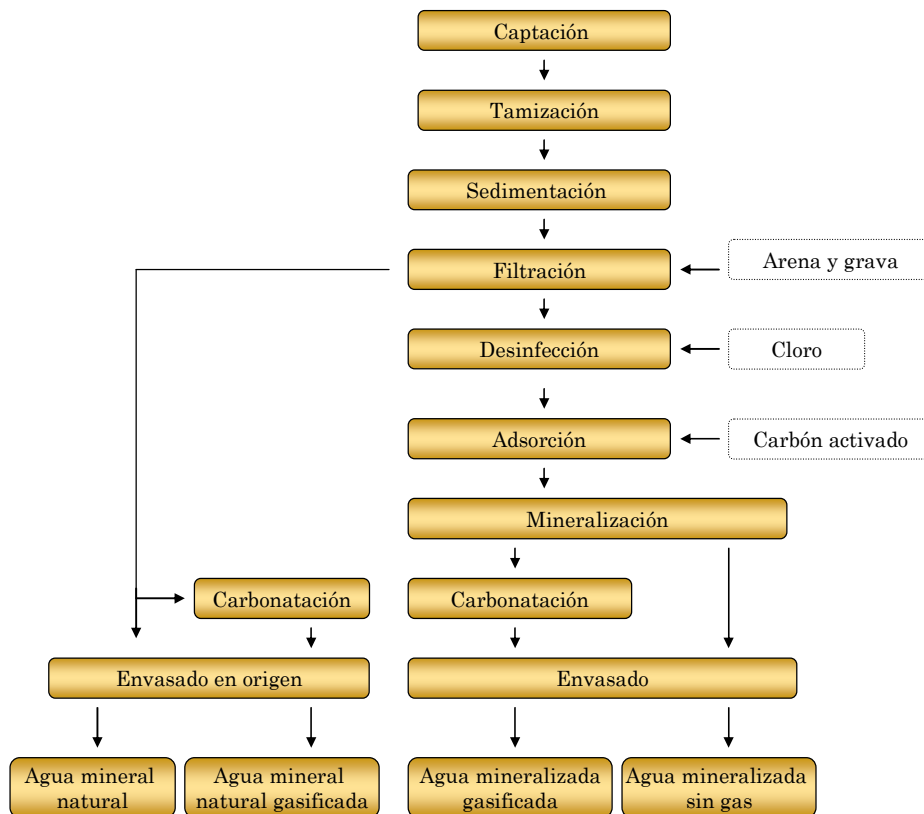 Captación
Tamización
Sedimentación
Filtración
Arena y grava
Desinfección
Cloro
Adsorción
Carbón activado
Mineralización
Carbonatación
Carbonatación
Envasado en origen
Envasado
Agua mineral
natural
Agua mineral
natural gasificada
Agua mineralizada
gasificada
Agua mineralizada
sin gas